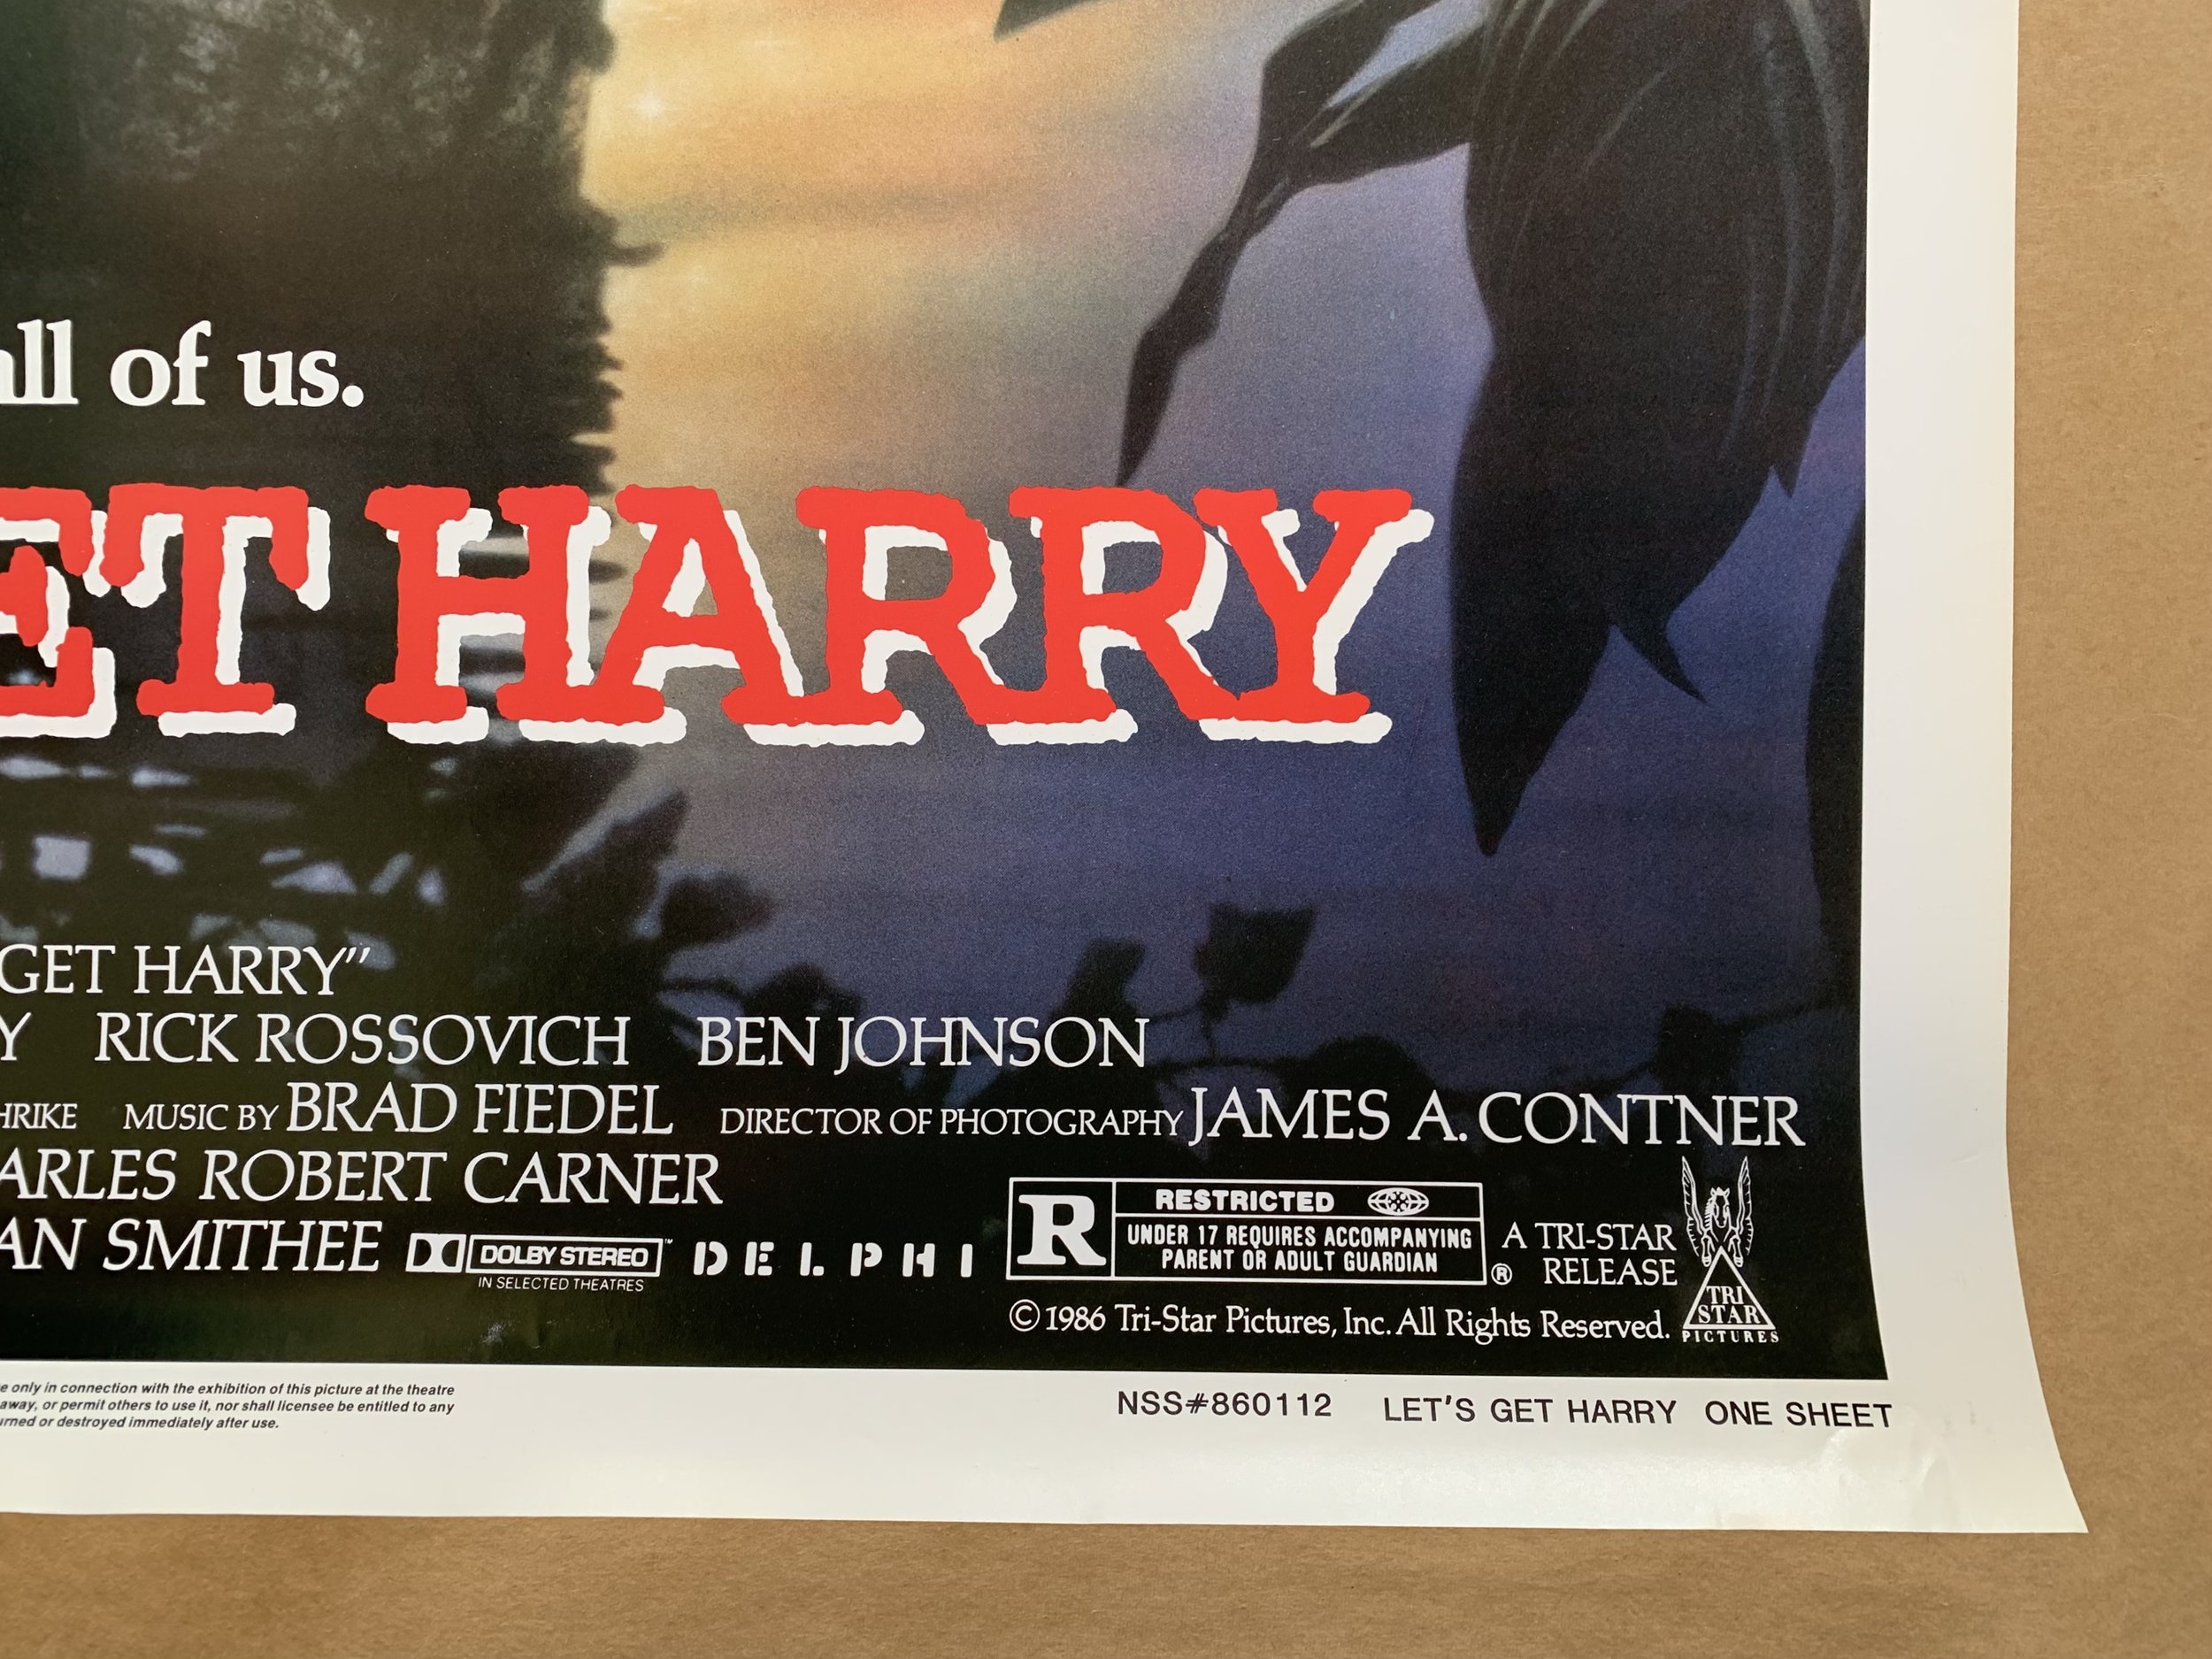 all of us.
ET HARRY
GET HARRY”
Y RICK ROSSOVICH BEN JOHNSON
HRIKE MUSIC BY BRAD FIEDEL DIRECTOR OF PHOTOGRAPHY JAMES A. CONTNER
ARLES ROBERT CARNER
AN SMITHEE DOLBY STEREO ™
IN SELECTED THEATRES
DELPHI
R RESTRICTED
UNDER 17 REQUIRES ACCOMPANYING
PARENT OR ADULT GUARDIAN
®
A TRI-STAR
RELEASE
TRI
STAR
PICTURES
© 1986 Tri-Star Pictures, Inc. All Rights Reserved.
e only in connection with the exhibition of this picture at the theatre
away, or permit others to use it, nor shall licensee be entitled to any
urned or destroyed immediately after use.
NSS#860112 LET'S GET HARRY ONE SHEET